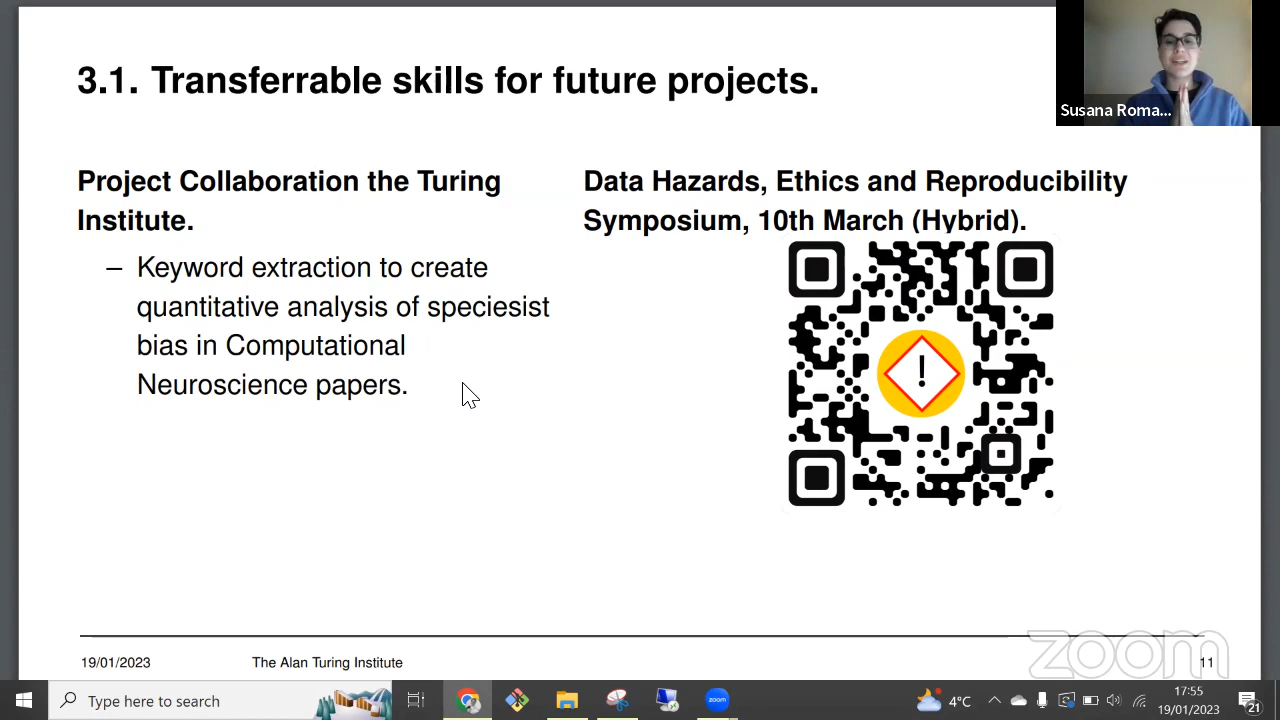 3.1. Transferrable skills for future projects.
Susana Roma...
Project Collaboration the Turing
Institute.
– Keyword extraction to create
quantitative analysis of speciesist
bias in Computational
Neuroscience papers.
Data Hazards, Ethics and Reproducibility
Symposium, 10th March (Hybrid).
!
19/01/2023
The Alan Turing Institute
11
zoom
Type here to search
zoom
4°C
17:55
19/01/2023
21